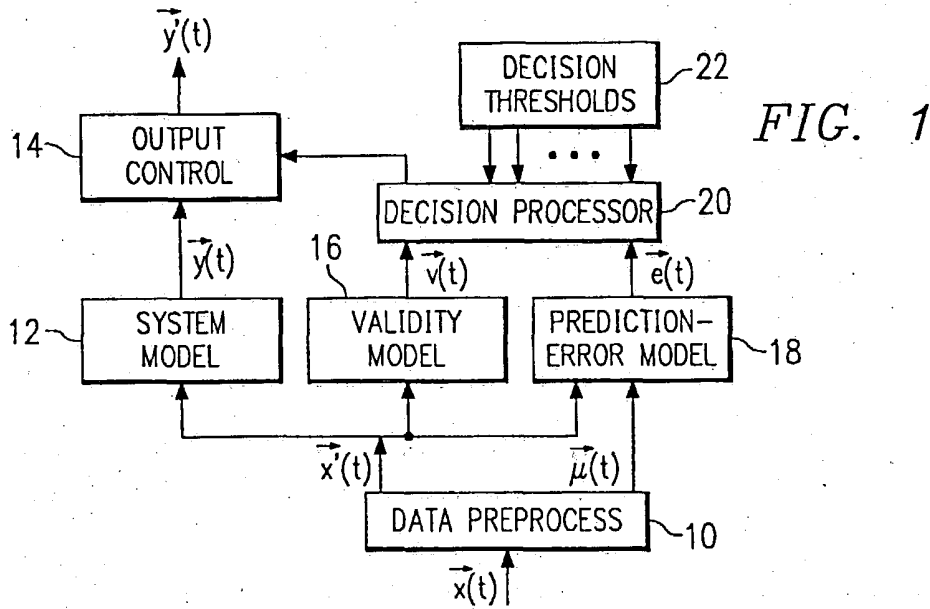 y'(t)
DECISION
THRESHOLDS
22
FIG. 1
14
OUTPUT
CONTROL
• • •
DECISION PROCESSOR
20
y(t)
16
v(t)
e(t)
12
SYSTEM
MODEL
VALIDITY
MODEL
PREDICTION-
ERROR MODEL
18
x'(t)
μ(t)
DATA PREPROCESS
10
x(t)